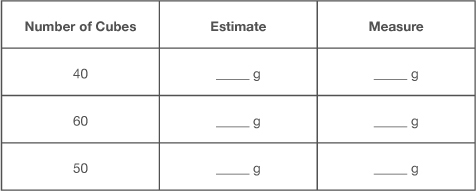 Number of Cubes Estimate Measure
40 _____ g _____ g
60 _____ g _____ g
50 _____ g _____ g